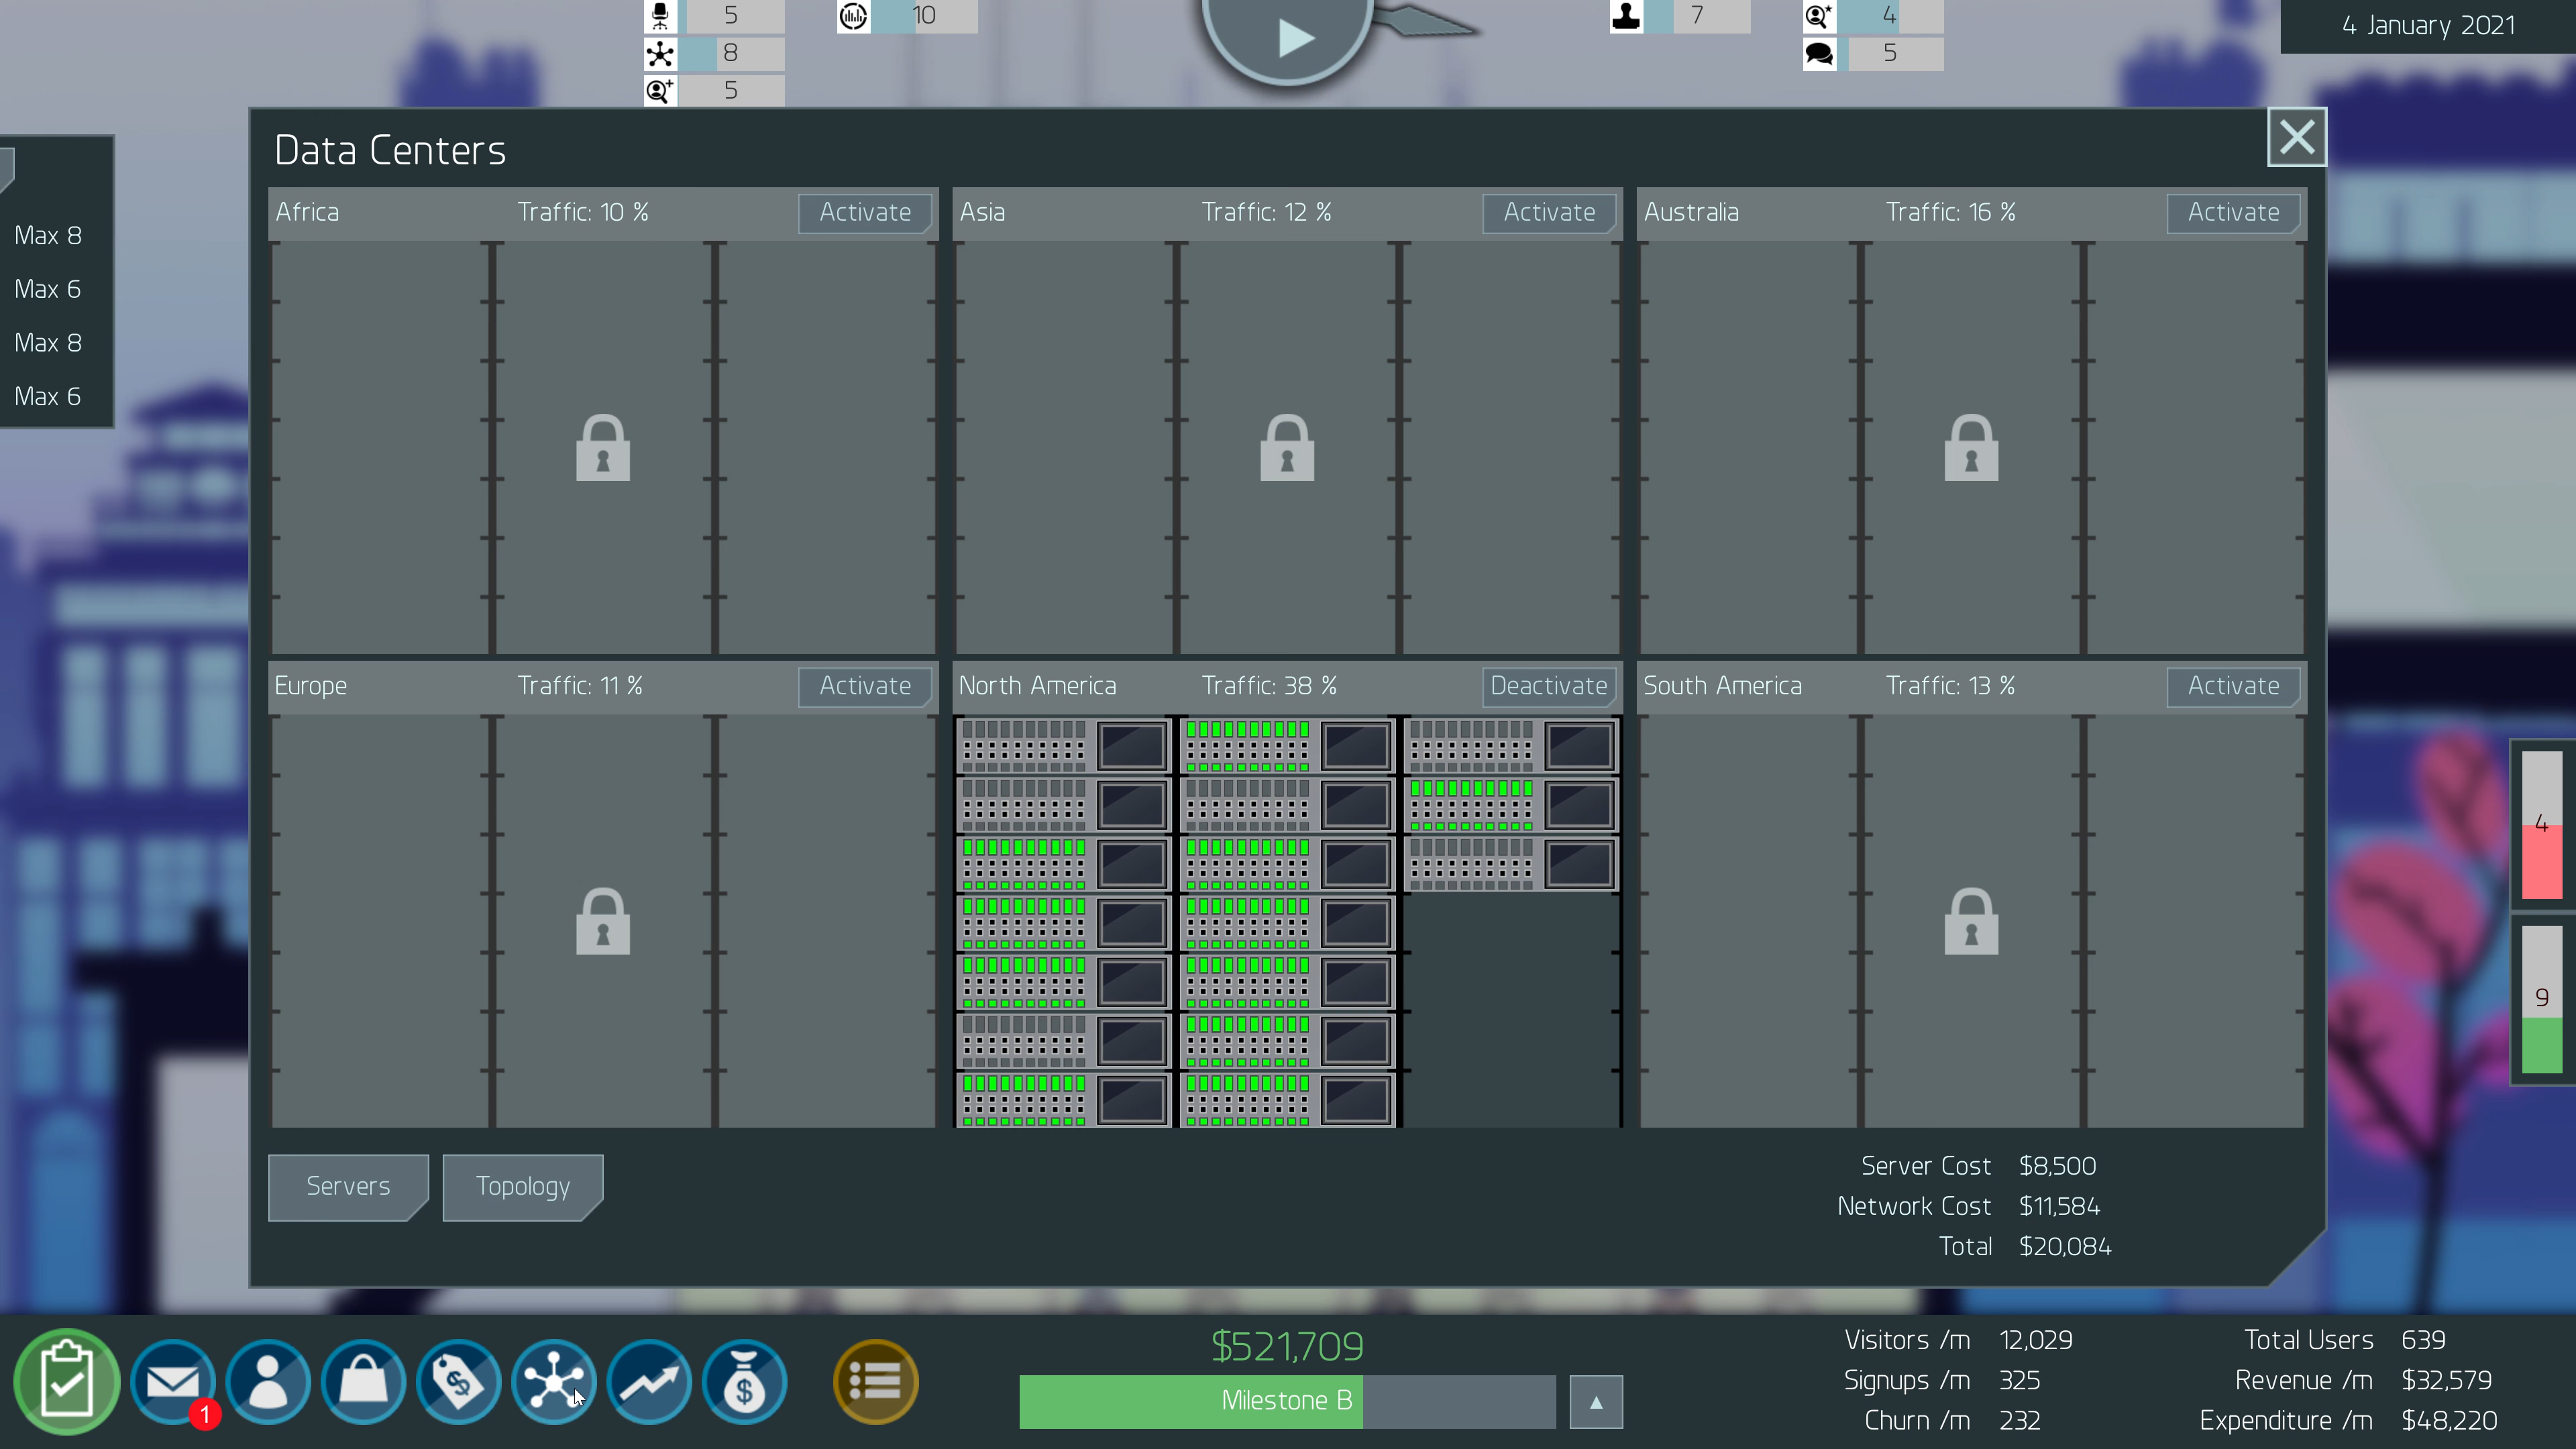 5
10
7
4
4 January 2021
8
5
5
Data Centers
Max 8
Max 6
Max 8
Max 6
Africa Traffic: 10 % Activate
Asia Traffic: 12 % Activate
Australia Traffic: 16 % Activate
Europe Traffic: 11 % Activate
North America Traffic: 38 % Deactivate
South America Traffic: 13 % Activate
4
9
Servers
Topology
Server Cost $8,500
Network Cost $11,584
Total $20,084
1
$521,709
Milestone B
Visitors /m 12,029
Signups /m 325
Churn /m 232
Total Users 639
Revenue /m $32,579
Expenditure /m $48,220